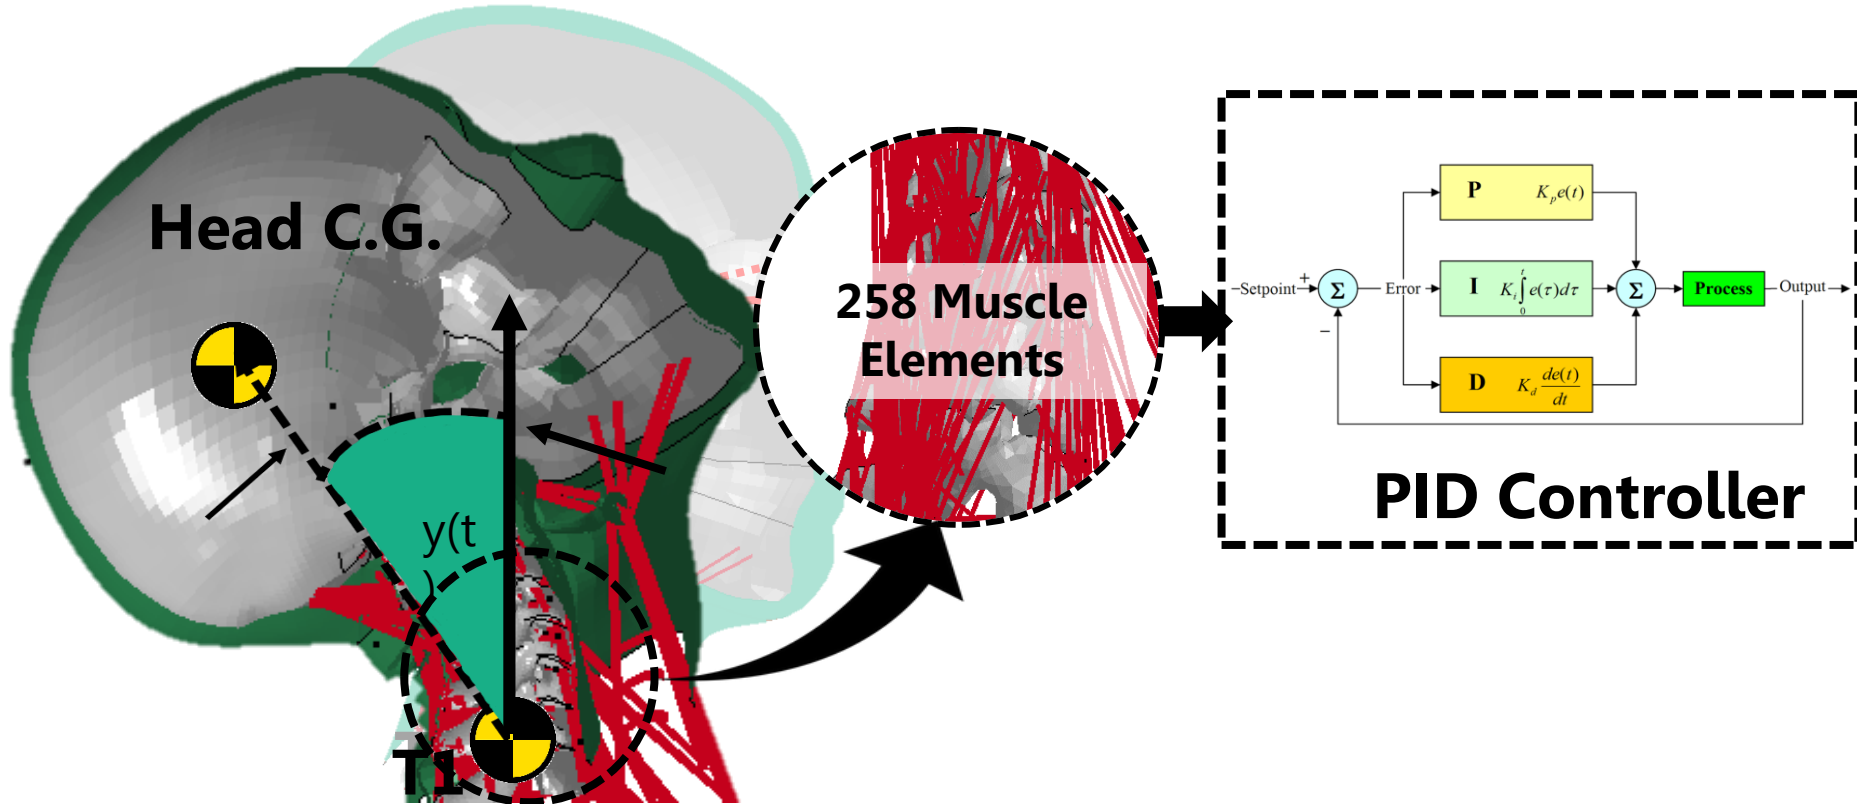 Head C.G.
y(t
)
T1
258 Muscle
Elements
P K_p e(t)
Setpoint + Σ Error I K_i ∫_0^t e(τ)dτ Σ Process Output
−
D K_d de(t)/dt
PID Controller